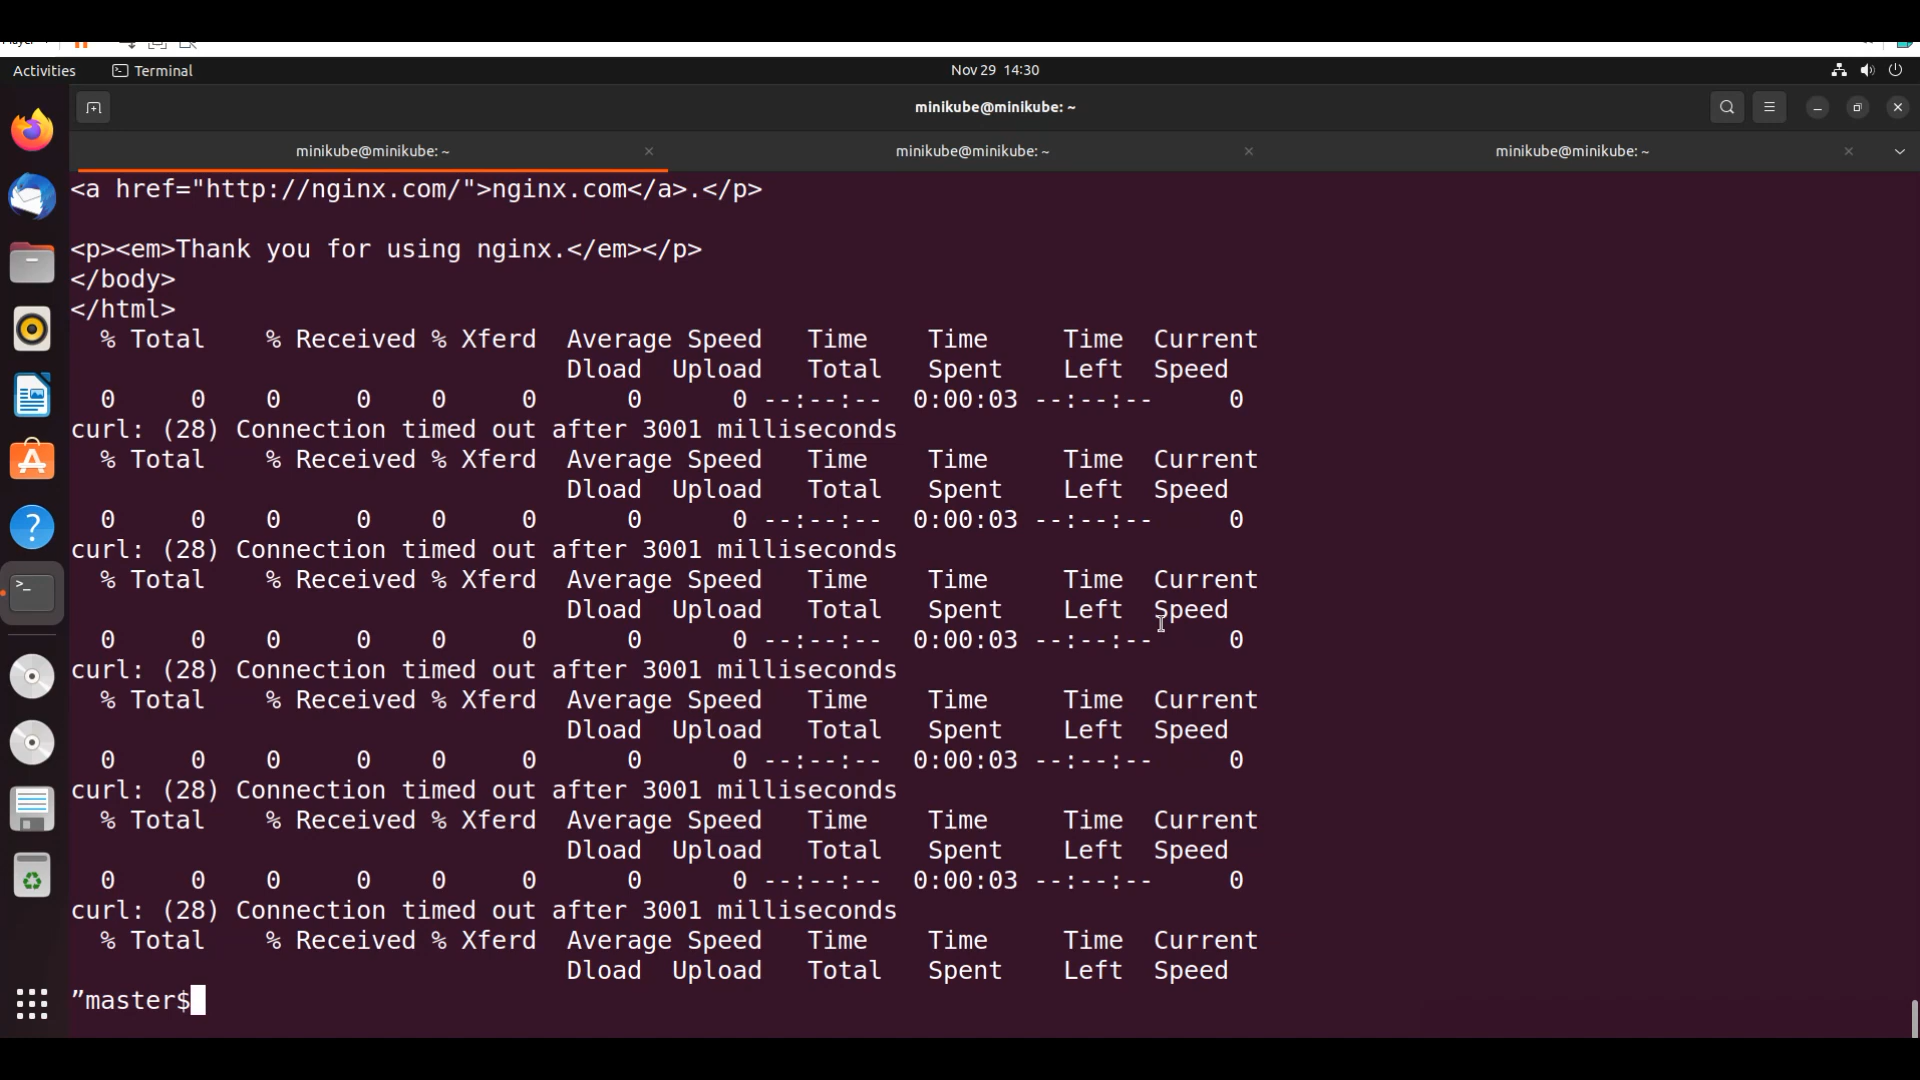 Activities Terminal Nov 29 14:30
minikube@minikube: ~
minikube@minikube: ~ minikube@minikube: ~ minikube@minikube: ~
<a href="http://nginx.com/">nginx.com</a>.</p>
<p><em>Thank you for using nginx.</em></p>
</body>
</html>
% Total % Received % Xferd Average Speed Time Time Time Current
Dload Upload Total Spent Left Speed
0 0 0 0 0 0 0 0 --:--:-- 0:00:03 --:--:-- 0
curl: (28) Connection timed out after 3001 milliseconds
% Total % Received % Xferd Average Speed Time Time Time Current
Dload Upload Total Spent Left Speed
0 0 0 0 0 0 0 0 --:--:-- 0:00:03 --:--:-- 0
curl: (28) Connection timed out after 3001 milliseconds
% Total % Received % Xferd Average Speed Time Time Time Current
Dload Upload Total Spent Left Speed
0 0 0 0 0 0 0 0 --:--:-- 0:00:03 --:--:-- 0
curl: (28) Connection timed out after 3001 milliseconds
% Total % Received % Xferd Average Speed Time Time Time Current
Dload Upload Total Spent Left Speed
0 0 0 0 0 0 0 0 --:--:-- 0:00:03 --:--:-- 0
curl: (28) Connection timed out after 3001 milliseconds
% Total % Received % Xferd Average Speed Time Time Time Current
Dload Upload Total Spent Left Speed
0 0 0 0 0 0 0 0 --:--:-- 0:00:03 --:--:-- 0
curl: (28) Connection timed out after 3001 milliseconds
% Total % Received % Xferd Average Speed Time Time Time Current
Dload Upload Total Spent Left Speed
”master$